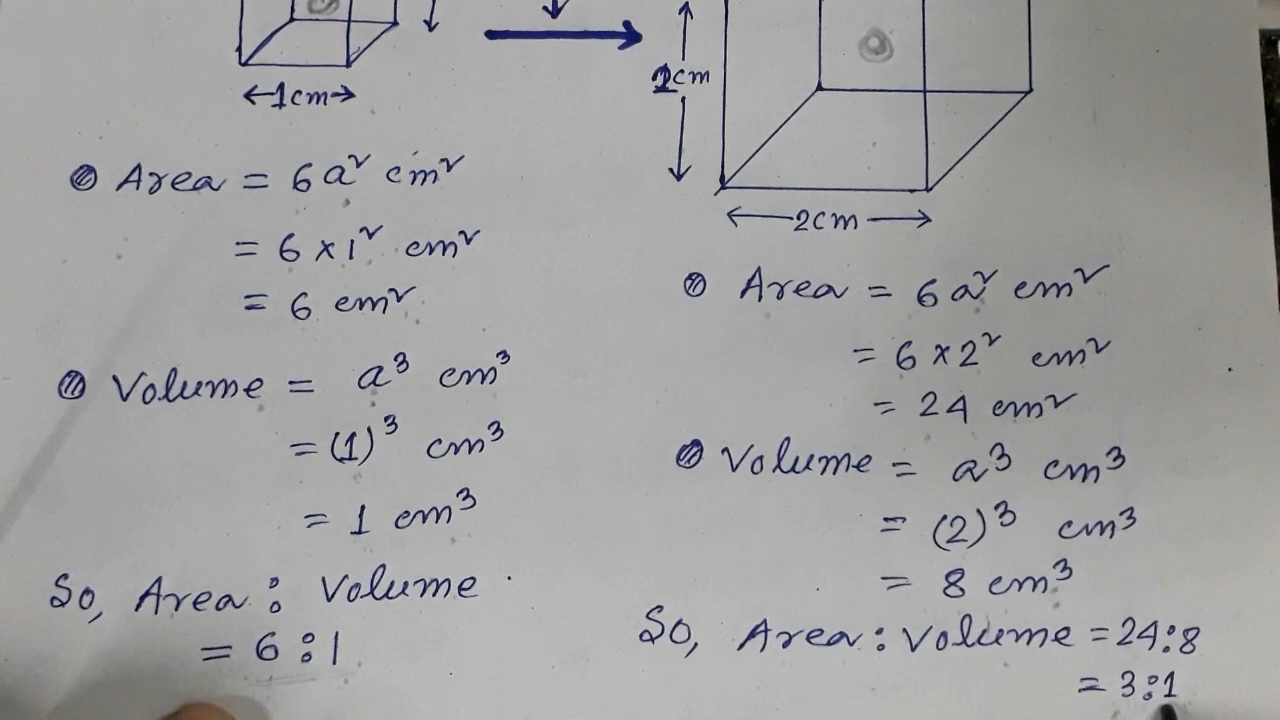 1cm
Area = 6a² cm²
= 6 × 1² cm²
= 6 cm²
Volume = a³ cm³
= (1)³ cm³
= 1 cm³
So, Area : Volume
= 6 : 1
2cm
2cm
Area = 6a² cm²
= 6 × 2² cm²
= 24 cm²
Volume = a³ cm³
= (2)³ cm³
= 8 cm³
So, Area : Volume = 24:8
= 3:1